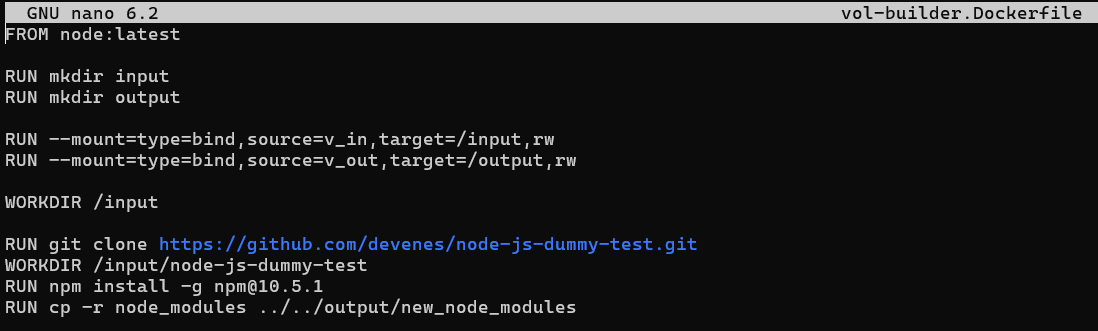 GNU nano 6.2 vol-builder.Dockerfile
FROM node:latest
RUN mkdir input
RUN mkdir output
RUN --mount=type=bind,source=v_in,target=/input,rw
RUN --mount=type=bind,source=v_out,target=/output,rw
WORKDIR /input
RUN git clone https://github.com/devenes/node-js-dummy-test.git
WORKDIR /input/node-js-dummy-test
RUN npm install -g npm@10.5.1
RUN cp -r node_modules ../../output/new_node_modules